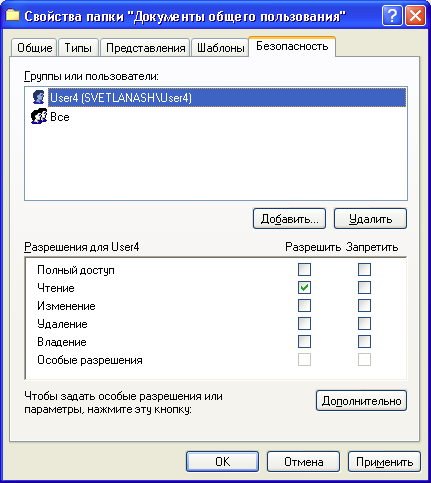 Свойства папки "Документы общего пользования"
Общие Типы Представления Шаблоны Безопасность
Группы или пользователи:
User4 (SVETLANASH\User4)
Все
Добавить... Удалить
Разрешения для User4 Разрешить Запретить
Полный доступ
Чтение
Изменение
Удаление
Владение
Особые разрешения
Чтобы задать особые разрешения или
параметры, нажмите эту кнопку:
Дополнительно
OK Отмена Применить